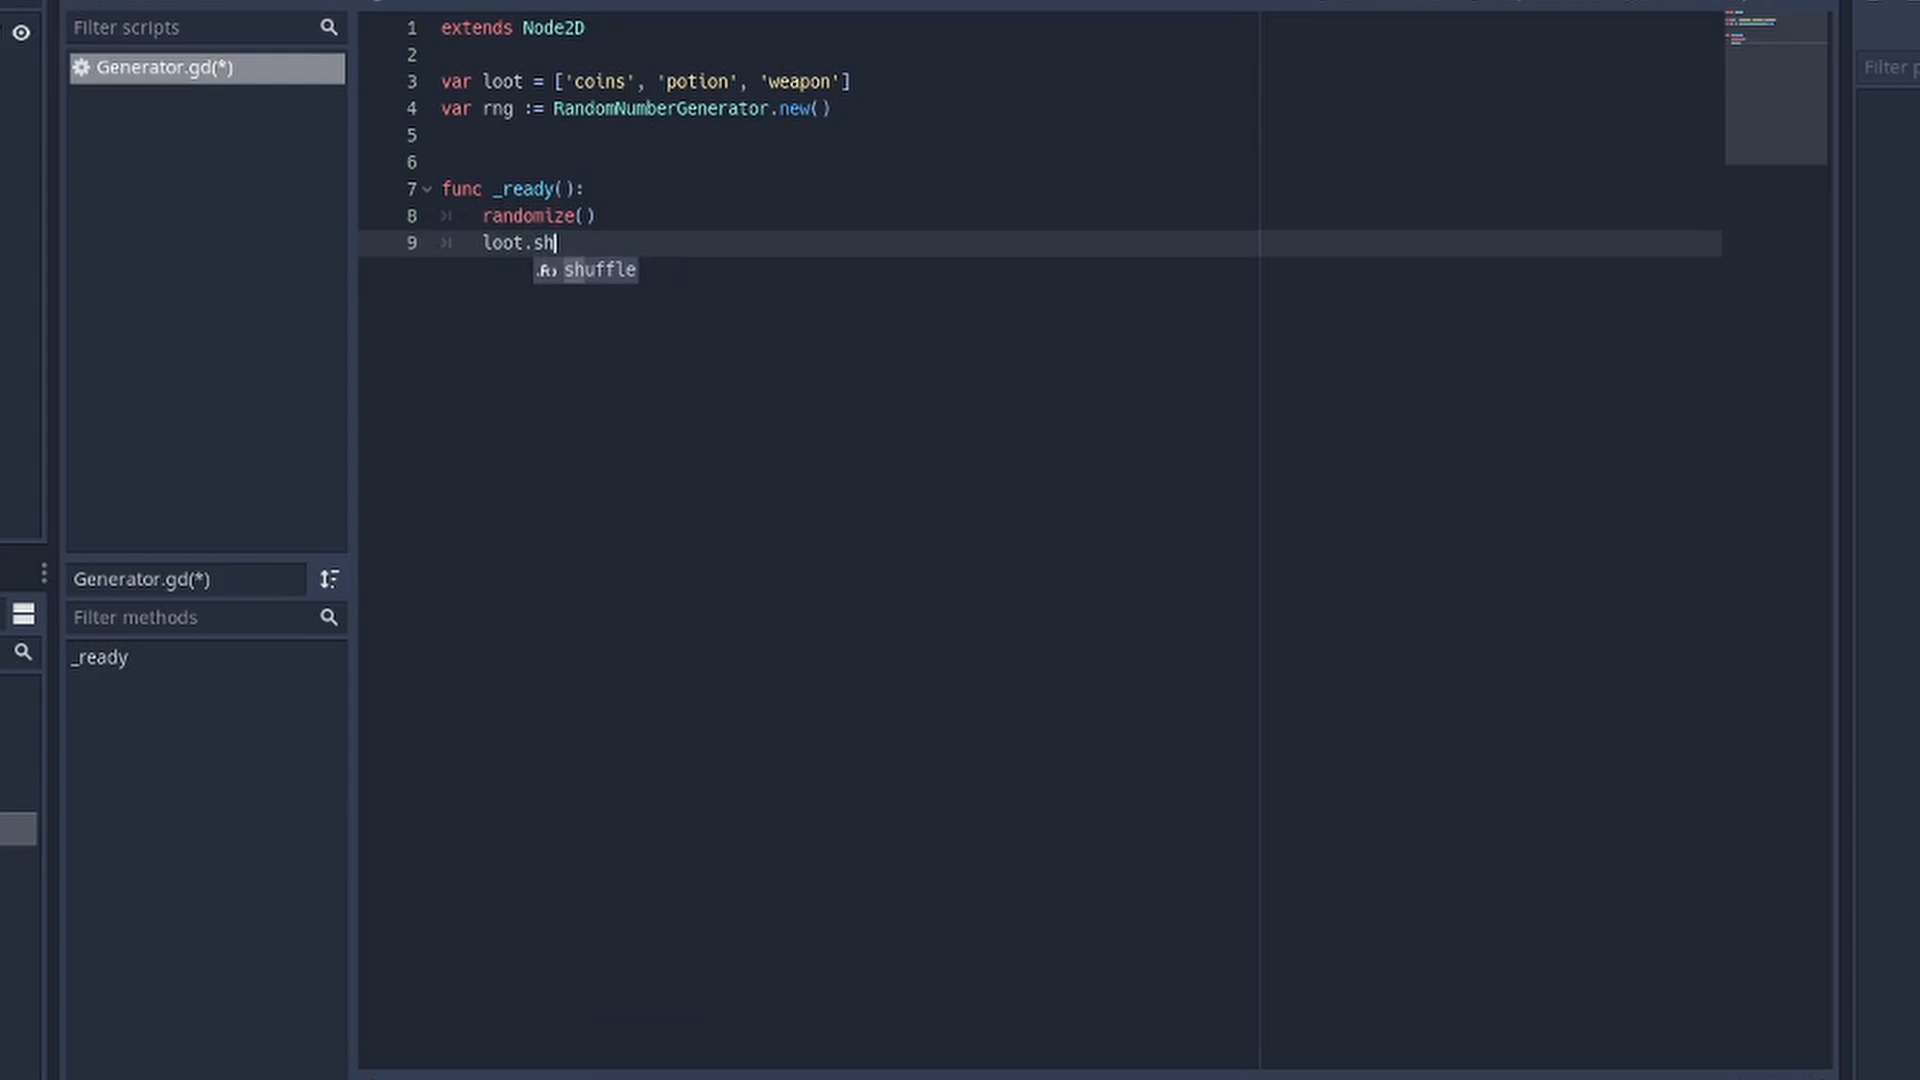 Filter scripts
Generator.gd(*)
Generator.gd(*)
Filter methods
_ready
1 extends Node2D
2
3 var loot = ['coins', 'potion', 'weapon']
4 var rng := RandomNumberGenerator.new()
5
6
7 func _ready():
8 randomize()
9 loot.sh
shuffle
Filter